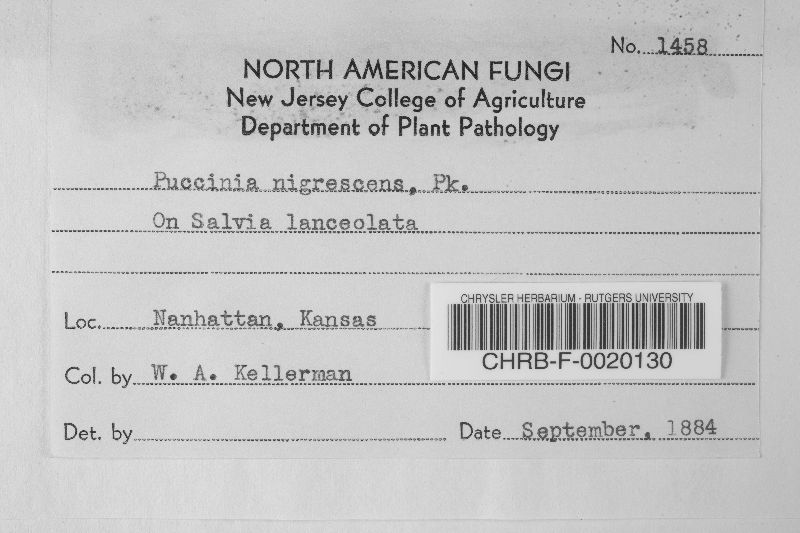 No. 1458
NORTH AMERICAN FUNGI
New Jersey College of Agriculture
Department of Plant Pathology
Puccinia nigrescens, Pk.
On Salvia lanceolata
Loc. Nanhattan, Kansas
CHRYSLER HERBARIUM - RUTGERS UNIVERSITY
CHRB-F-0020130
Col. by W. A. Kellerman
Det. by
Date September, 1884